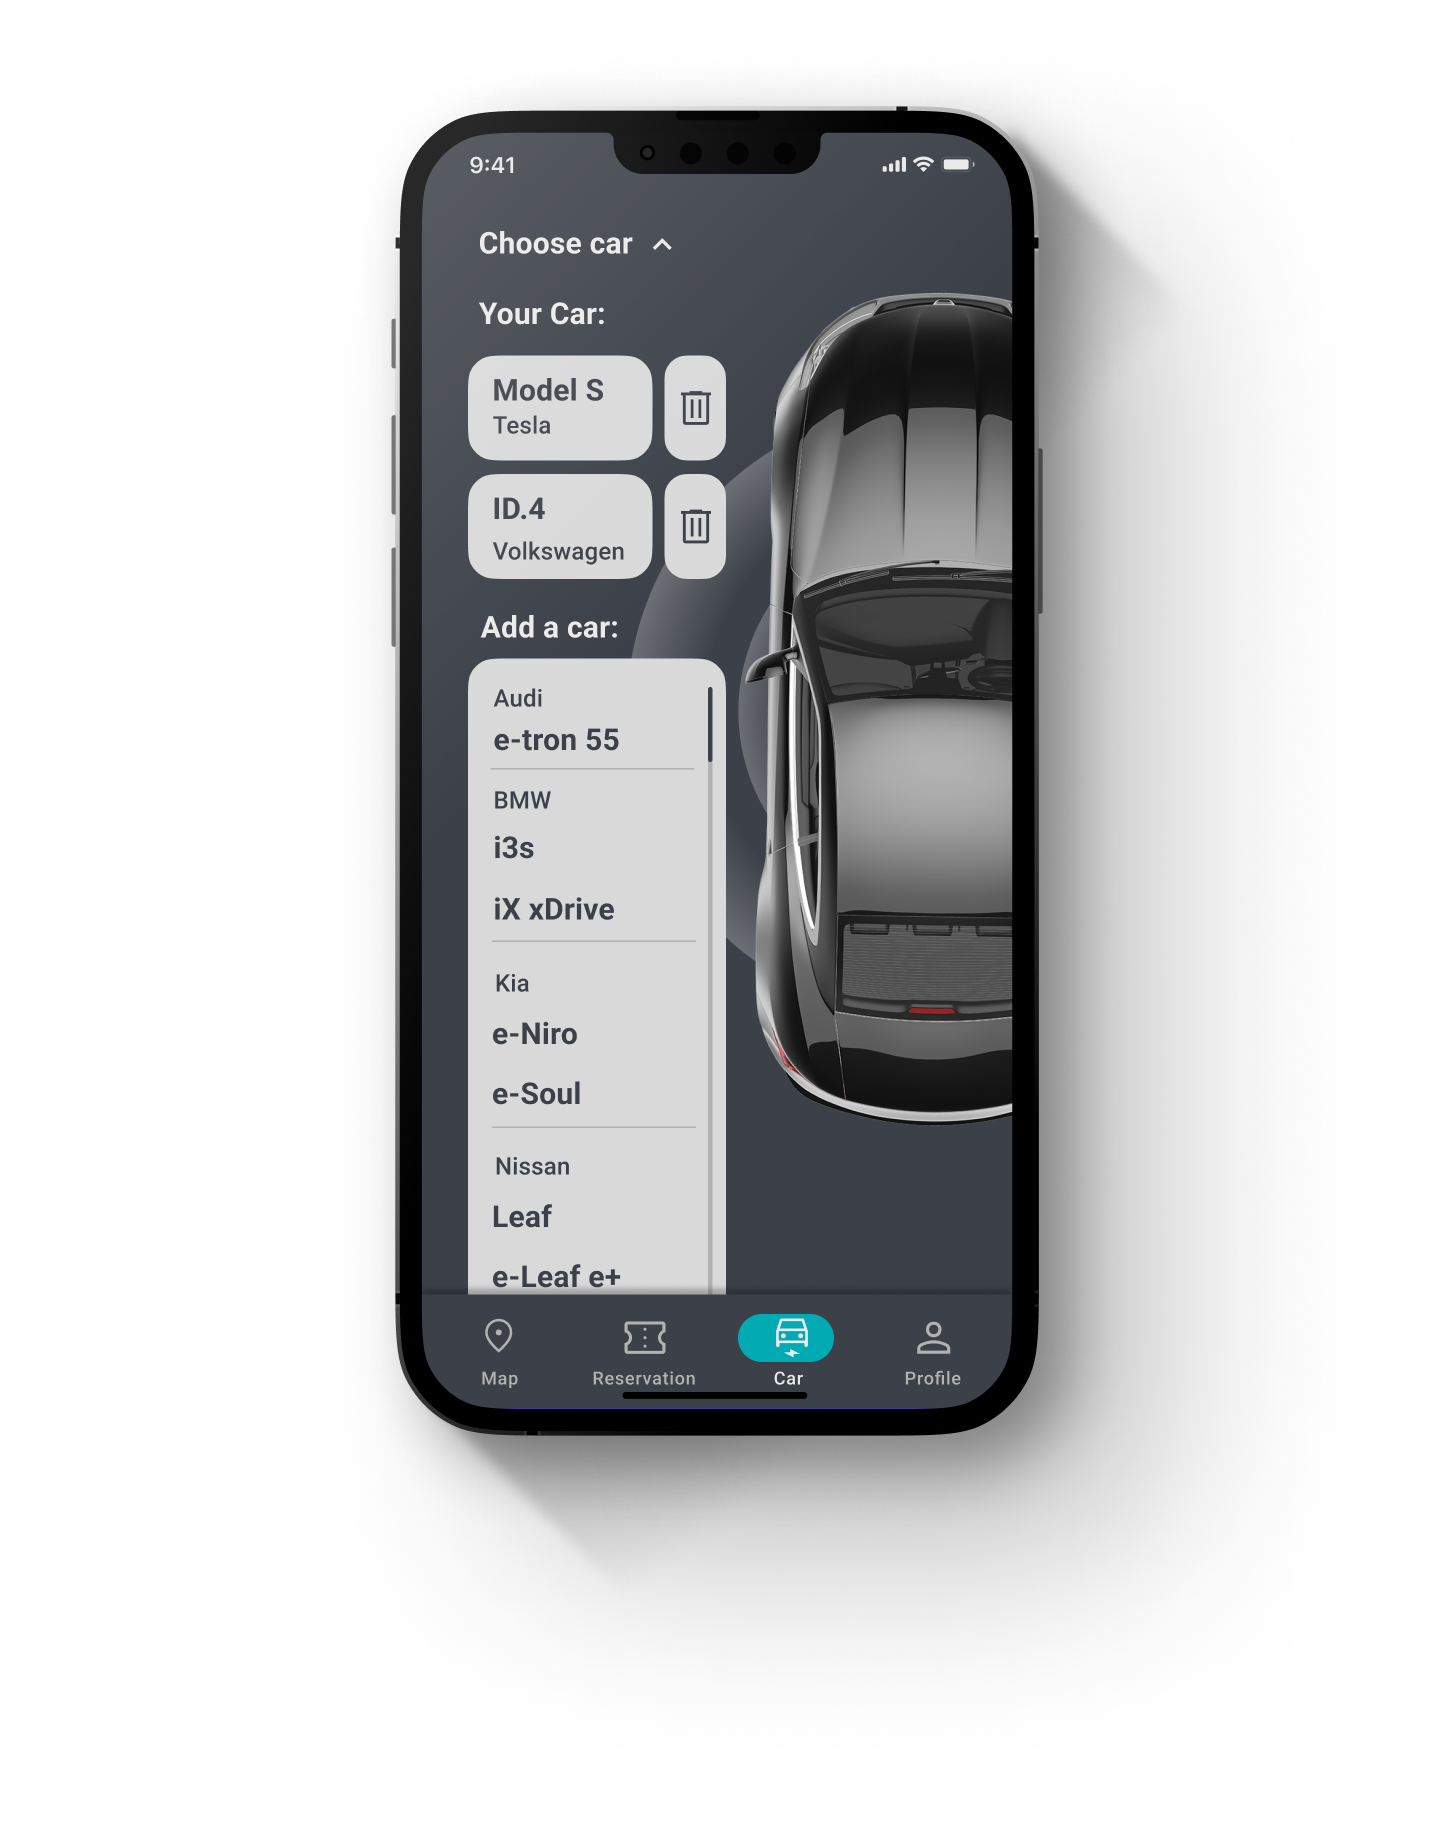 9:41
Choose car
Your Car:
Model S
Tesla
ID.4
Volkswagen
Add a car:
Audi
e-tron 55
BMW
i3s
iX xDrive
Kia
e-Niro
e-Soul
Nissan
Leaf
e-Leaf e+
Map
Reservation
Car
Profile